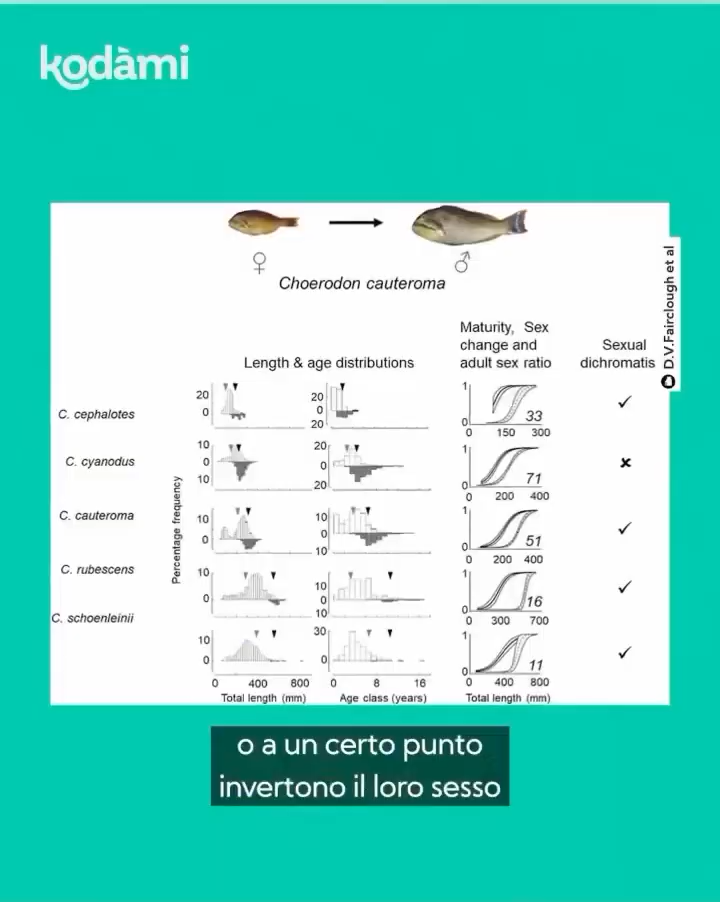 kodàmi
♀
♂
Choerodon cauteroma
D.V.Fairclough et al
Maturity, Sex
change and
adult sex ratio
Length & age distributions
Sexual
dichromatis
Percentage frequency
C. cephalotes
20
0
20
0
20
1
0
33
0 150 300
✓
C. cyanodus
10
0
10
20
0
20
1
0
71
0 200 400
✘
C. cauteroma
10
0
10
0
10
1
0
51
0 200 400
✓
C. rubescens
10
0
10
0
10
1
0
16
0 300 700
✓
C. schoenleinii
10
0
30
0
1
0
11
✓
0 400 800
0 8 16
0 400 800
Total length (mm)
Age class (years)
Total length (mm)
o a un certo punto
invertono il loro sesso